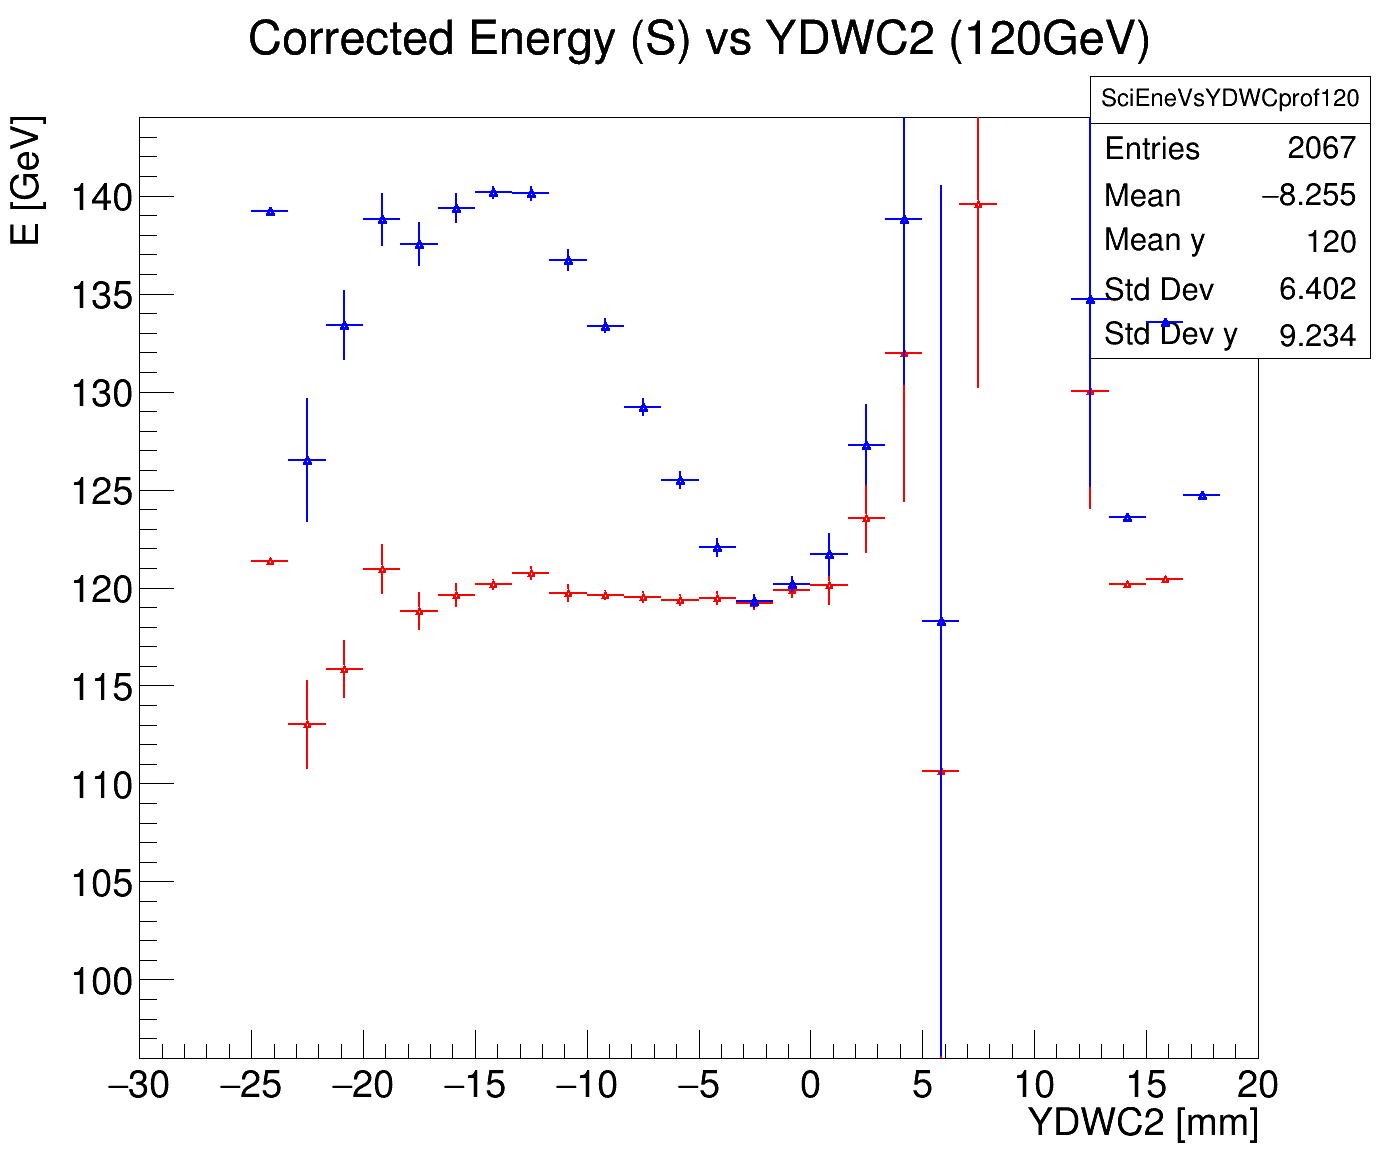 Corrected Energy (S) vs YDWC2 (120GeV)
SciEneVsYDWCprof120
Entries 2067
Mean −8.255
Mean y 120
Std Dev 6.402
Std Dev y 9.234
E [GeV]
140
135
130
125
120
115
110
105
100
−30 −25 −20 −15 −10 −5 0 5 10 15 20
YDWC2 [mm]